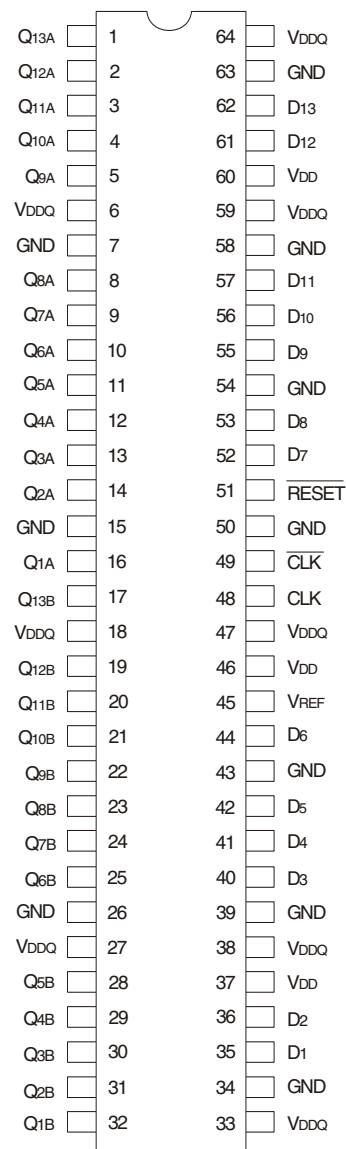 Q13A 1 64 VDDQ
Q12A 2 63 GND
Q11A 3 62 D13
Q10A 4 61 D12
Q9A 5 60 VDD
VDDQ 6 59 VDDQ
GND 7 58 GND
Q8A 8 57 D11
Q7A 9 56 D10
Q6A 10 55 D9
Q5A 11 54 GND
Q4A 12 53 D8
Q3A 13 52 D7
Q2A 14 51 R̅E̅S̅E̅T̅
GND 15 50 GND
Q1A 16 49 C̅L̅K̅
Q13B 17 48 CLK
VDDQ 18 47 VDDQ
Q12B 19 46 VDD
Q11B 20 45 VREF
Q10B 21 44 D6
Q9B 22 43 GND
Q8B 23 42 D5
Q7B 24 41 D4
Q6B 25 40 D3
GND 26 39 GND
VDDQ 27 38 VDDQ
Q5B 28 37 VDD
Q4B 29 36 D2
Q3B 30 35 D1
Q2B 31 34 GND
Q1B 32 33 VDDQ